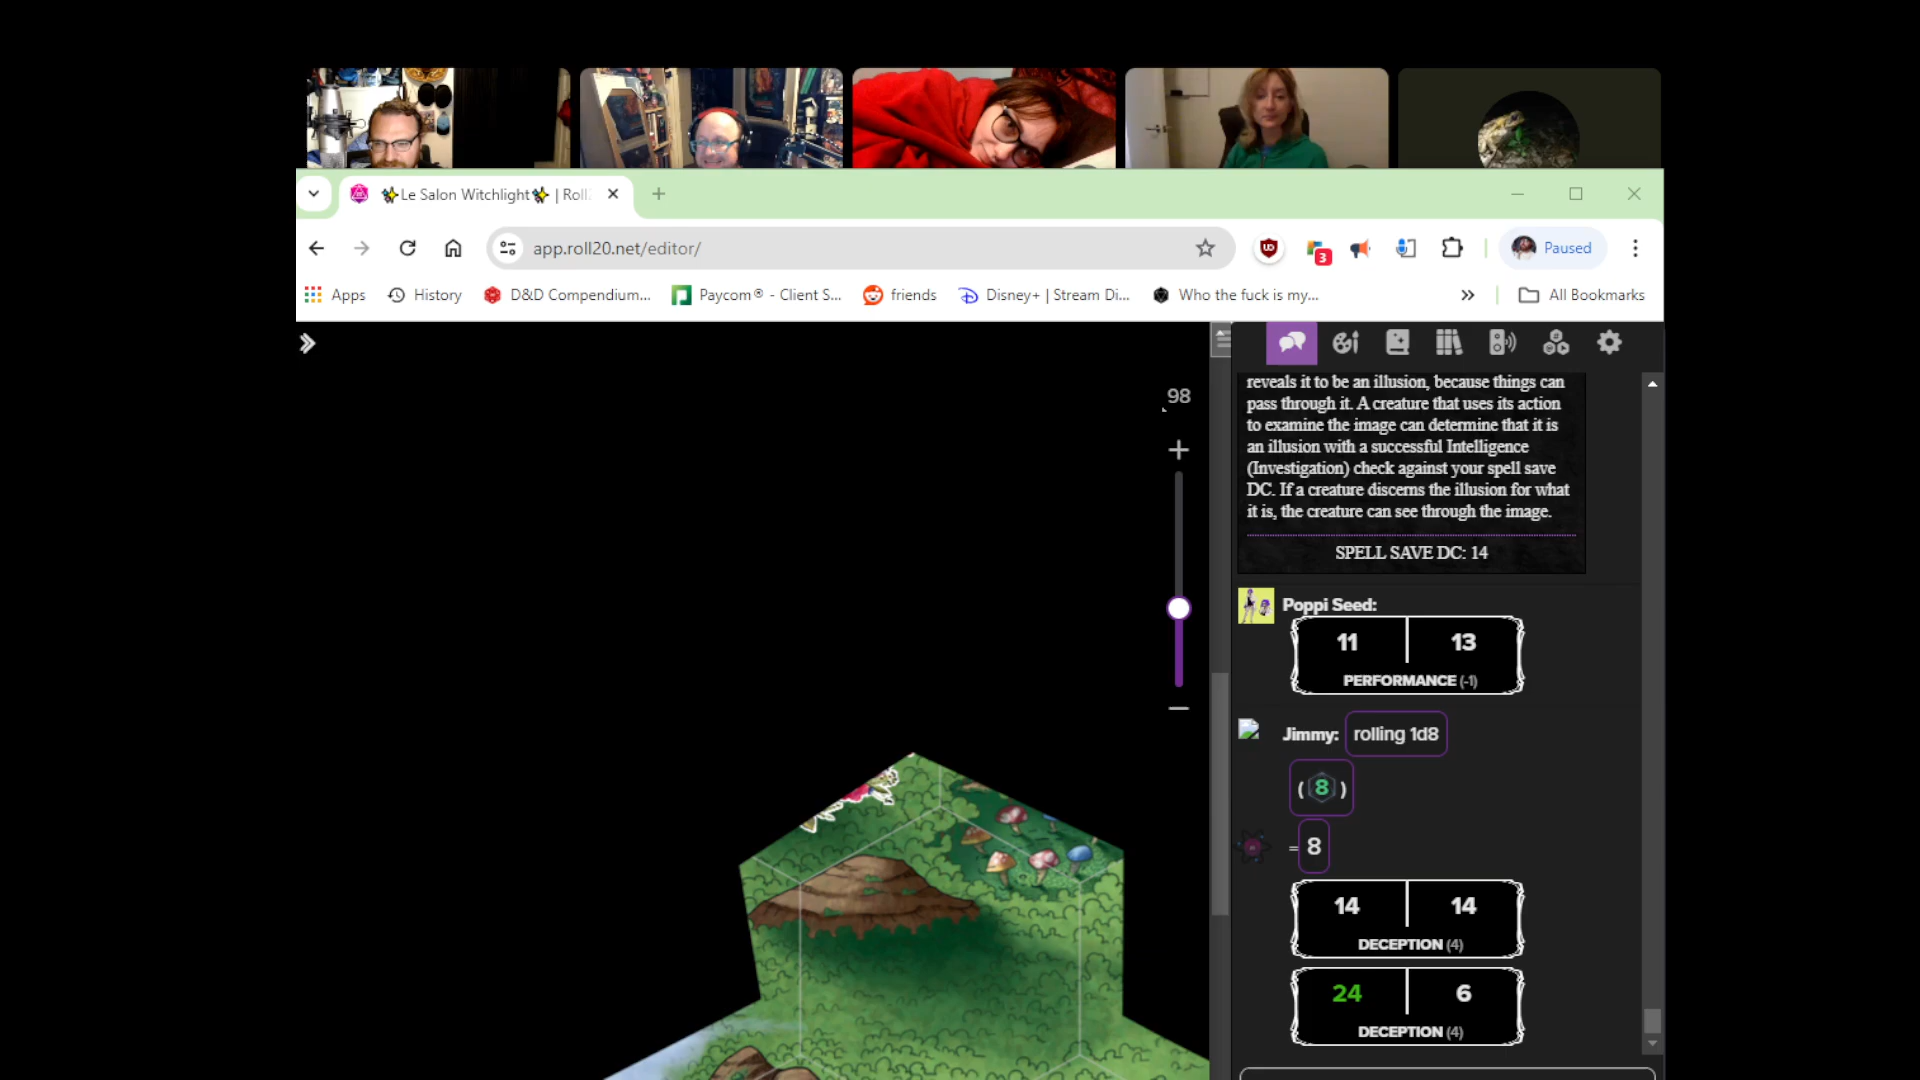 ✨Le Salon Witchlight✨ | Roll
app.roll20.net/editor/
3
Paused
Apps
History
D&D Compendium...
Paycom® - Client S...
friends
Disney+ | Stream Di...
Who the fuck is my...
All Bookmarks
98
reveals it to be an illusion, because things can
pass through it. A creature that uses its action
to examine the image can determine that it is
an illusion with a successful Intelligence
(Investigation) check against your spell save
DC. If a creature discerns the illusion for what
it is, the creature can see through the image.
SPELL SAVE DC: 14
Poppi Seed:
11 13
PERFORMANCE (-1)
Jimmy: rolling 1d8
(8)
=8
14 14
DECEPTION (4)
24 6
DECEPTION (4)